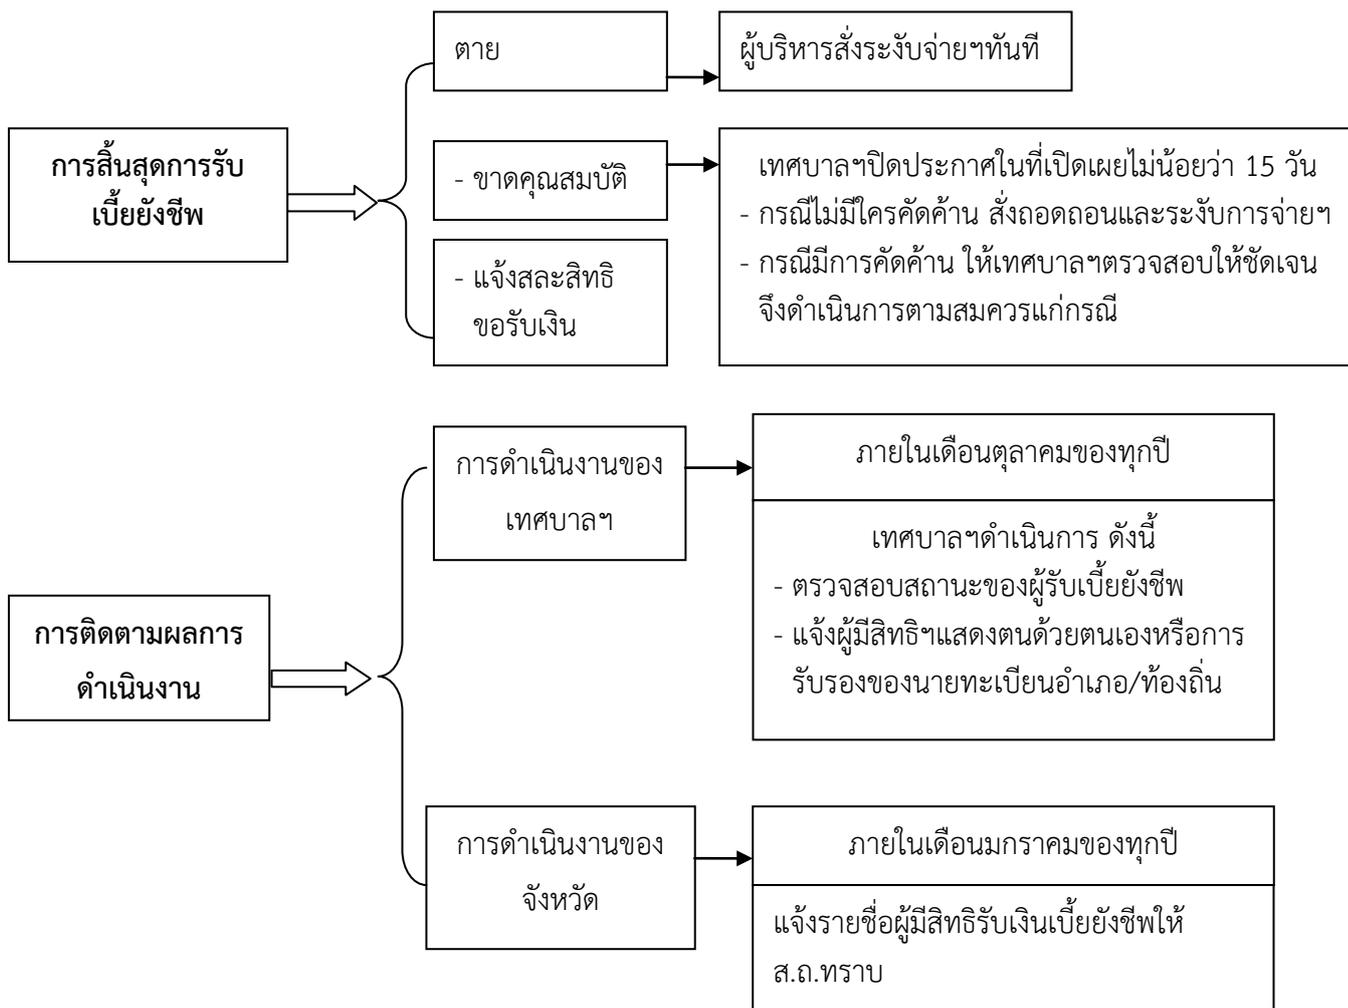 การสิ้นสุดการรับ
เบี้ยยังชีพ
ตาย
ผู้บริหารสั่งระงับจ่ายฯทันที
- ขาดคุณสมบัติ
- แจ้งสละสิทธิ
ขอรับเงิน
เทศบาลฯปิดประกาศในที่เปิดเผยไม่น้อยว่า 15 วัน
- กรณีไม่มีใครคัดค้าน สั่งถอดถอนและระงับการจ่ายฯ
- กรณีมีการคัดค้าน ให้เทศบาลฯตรวจสอบให้ชัดเจน
จึงดำเนินการตามสมควรแก่กรณี
การติดตามผลการ
ดำเนินงาน
การดำเนินงานของ
เทศบาลฯ
ภายในเดือนตุลาคมของทุกปี
เทศบาลฯดำเนินการ ดังนี้
- ตรวจสอบสถานะของผู้รับเบี้ยยังชีพ
- แจ้งผู้มีสิทธิฯแสดงตนด้วยตนเองหรือการ
รับรองของนายทะเบียนอำเภอ/ท้องถิ่น
การดำเนินงานของ
จังหวัด
ภายในเดือนมกราคมของทุกปี
แจ้งรายชื่อผู้มีสิทธิรับเงินเบี้ยยังชีพให้
ส.ถ.ทราบ